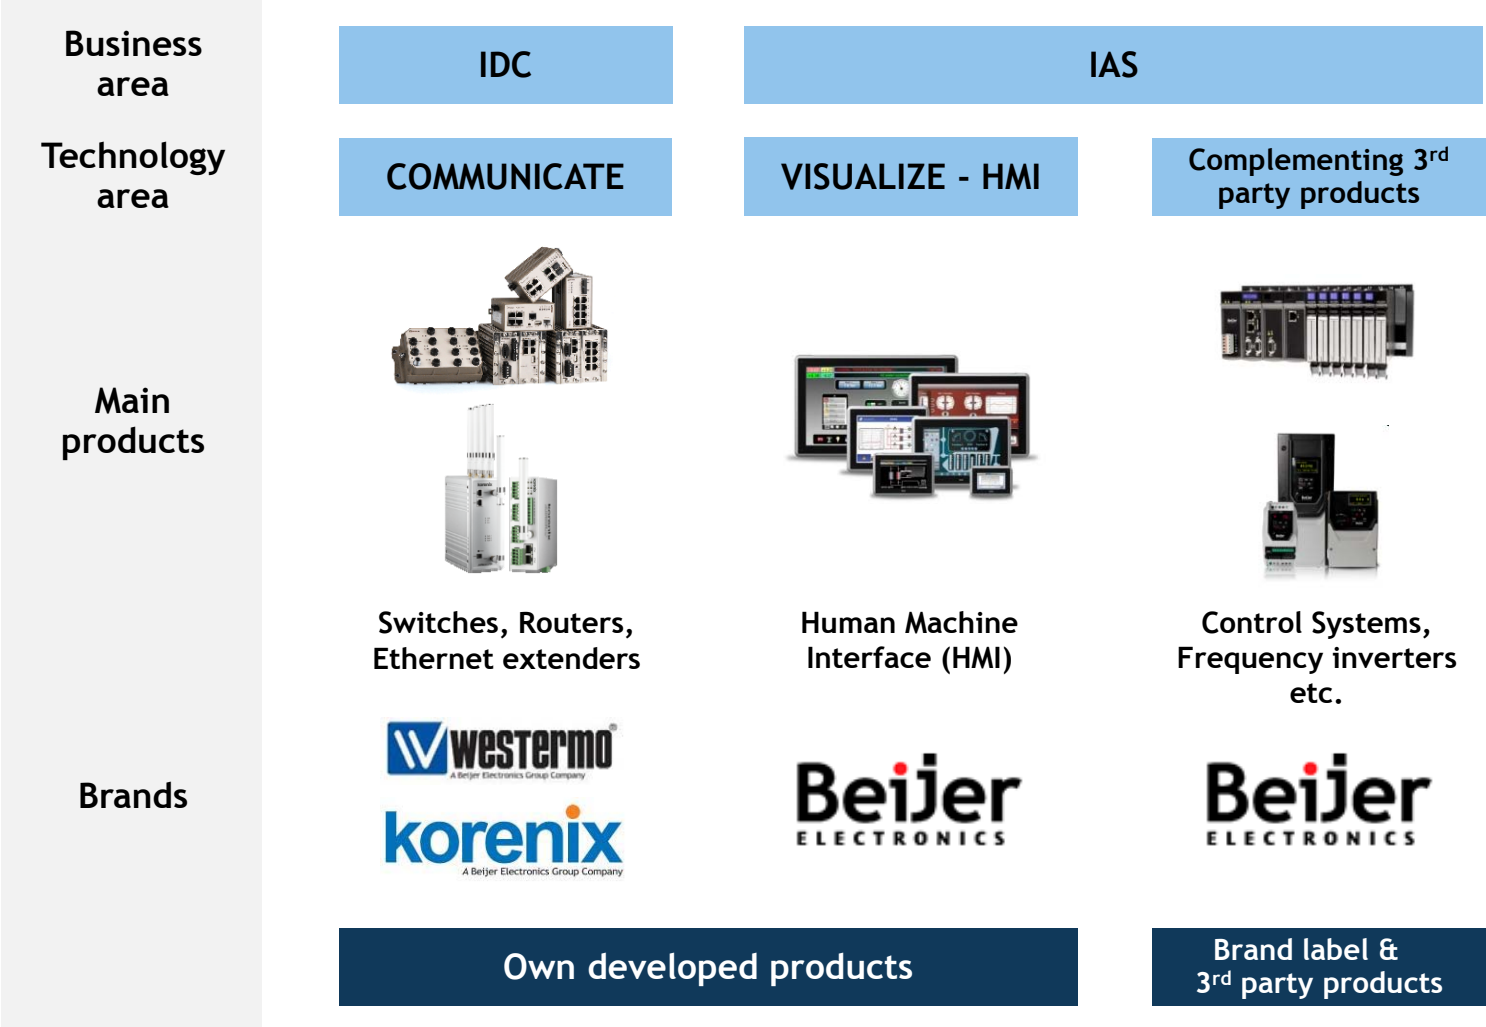 Business
area
IDC
IAS
Technology
area
COMMUNICATE
VISUALIZE - HMI
Complementing 3rd
party products
Main
products
korenix
Switches, Routers,
Ethernet extenders
Human Machine
Interface (HMI)
Control Systems,
Frequency inverters
etc.
Brands
WESTERMO®
A Beijer Electronics Group Company
korenix
A Beijer Electronics Group Company
Beijer
ELECTRONICS
Beijer
ELECTRONICS
Own developed products
Brand label &
3rd party products